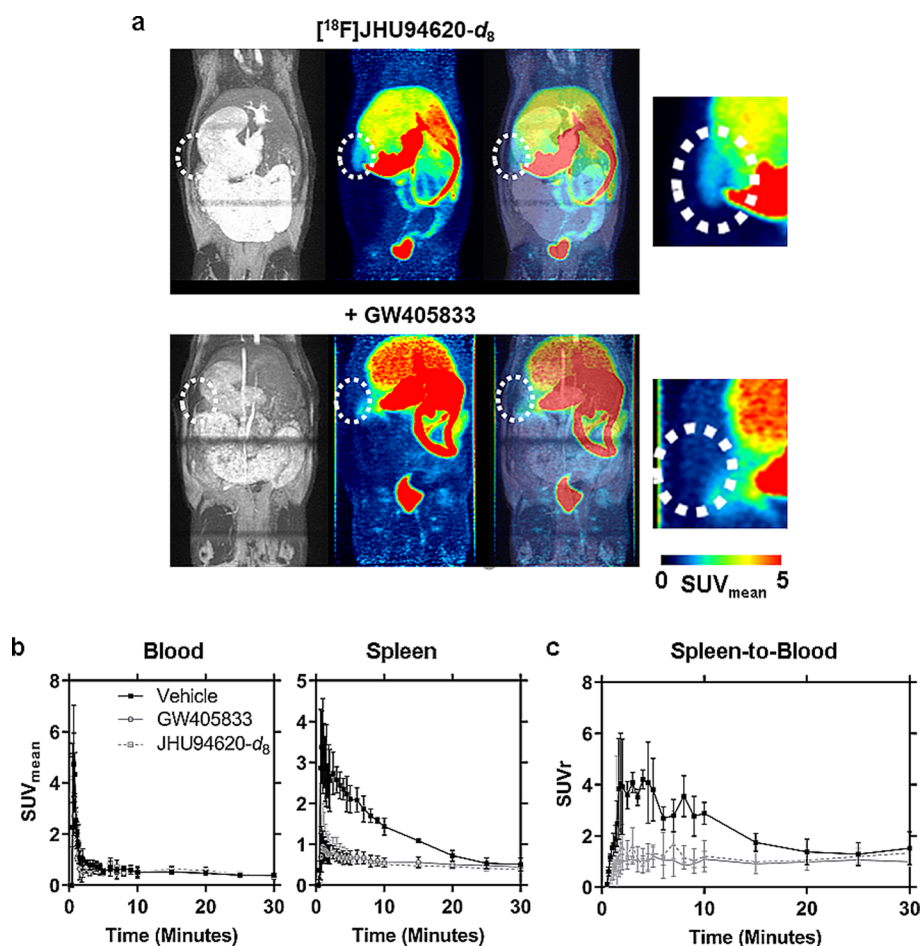 a
[¹⁸F]JHU94620-d₈
+ GW405833
0 5
SUVmean
b Blood Spleen c Spleen-to-Blood
Vehicle
GW405833
JHU94620-d₈
SUVmean
8
6
4
2
0
0 10 20 30
Time (Minutes)
5
4
3
2
1
0
0 10 20 30
Time (Minutes)
SUVr
8
6
4
2
0
0 10 20 30
Time (Minutes)